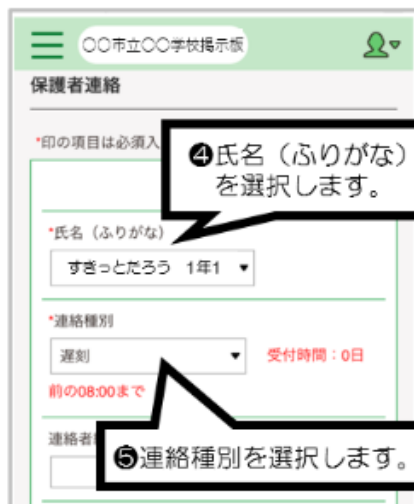 〇〇市立〇〇学校掲示板
保護者連絡
*印の項目は必須入
❹氏名（ふりがな）
を選択します。
*氏名（ふりがな）
すぎっとだろう 1年1 ▼
*連絡種別
遅刻 ▼ 受付時間：0日
前の08:00まで
連絡者
❺連絡種別を選択します。